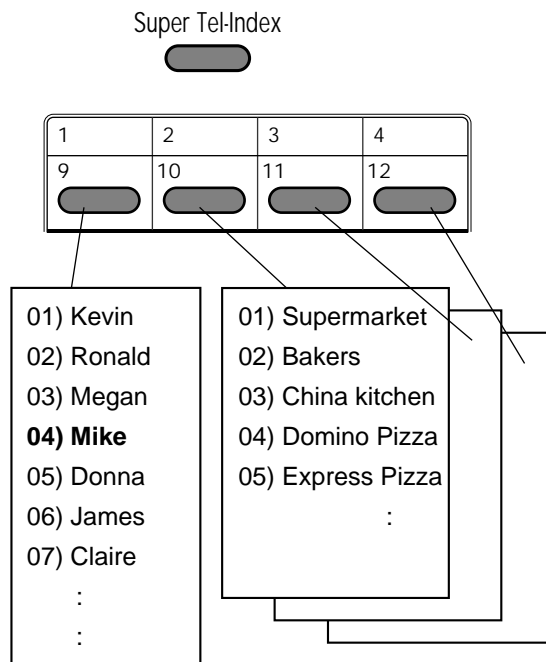 Super Tel-Index
1 2 3 4
9 10 11 12
01) Kevin
02) Ronald
03) Megan
04) Mike
05) Donna
06) James
07) Claire
:
:
01) Supermarket
02) Bakers
03) China kitchen
04) Domino Pizza
05) Express Pizza
: